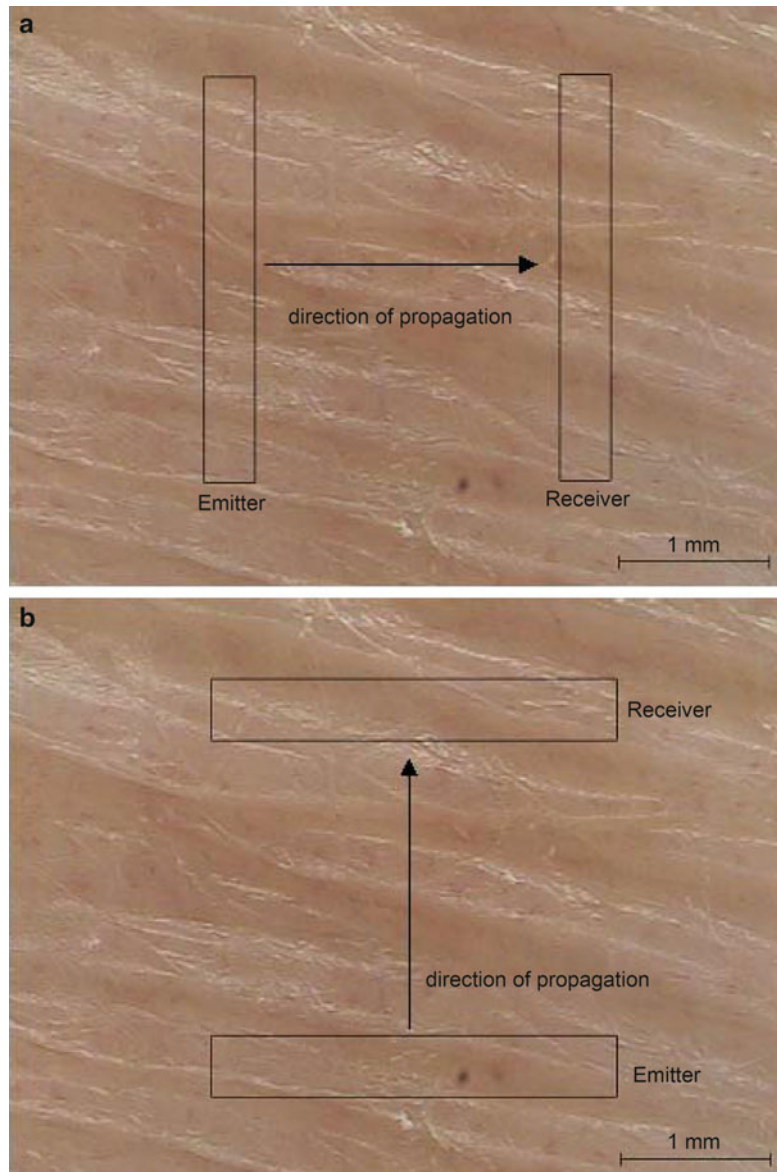 a
direction of propagation
Emitter
Receiver
1 mm
b
Receiver
direction of propagation
Emitter
1 mm